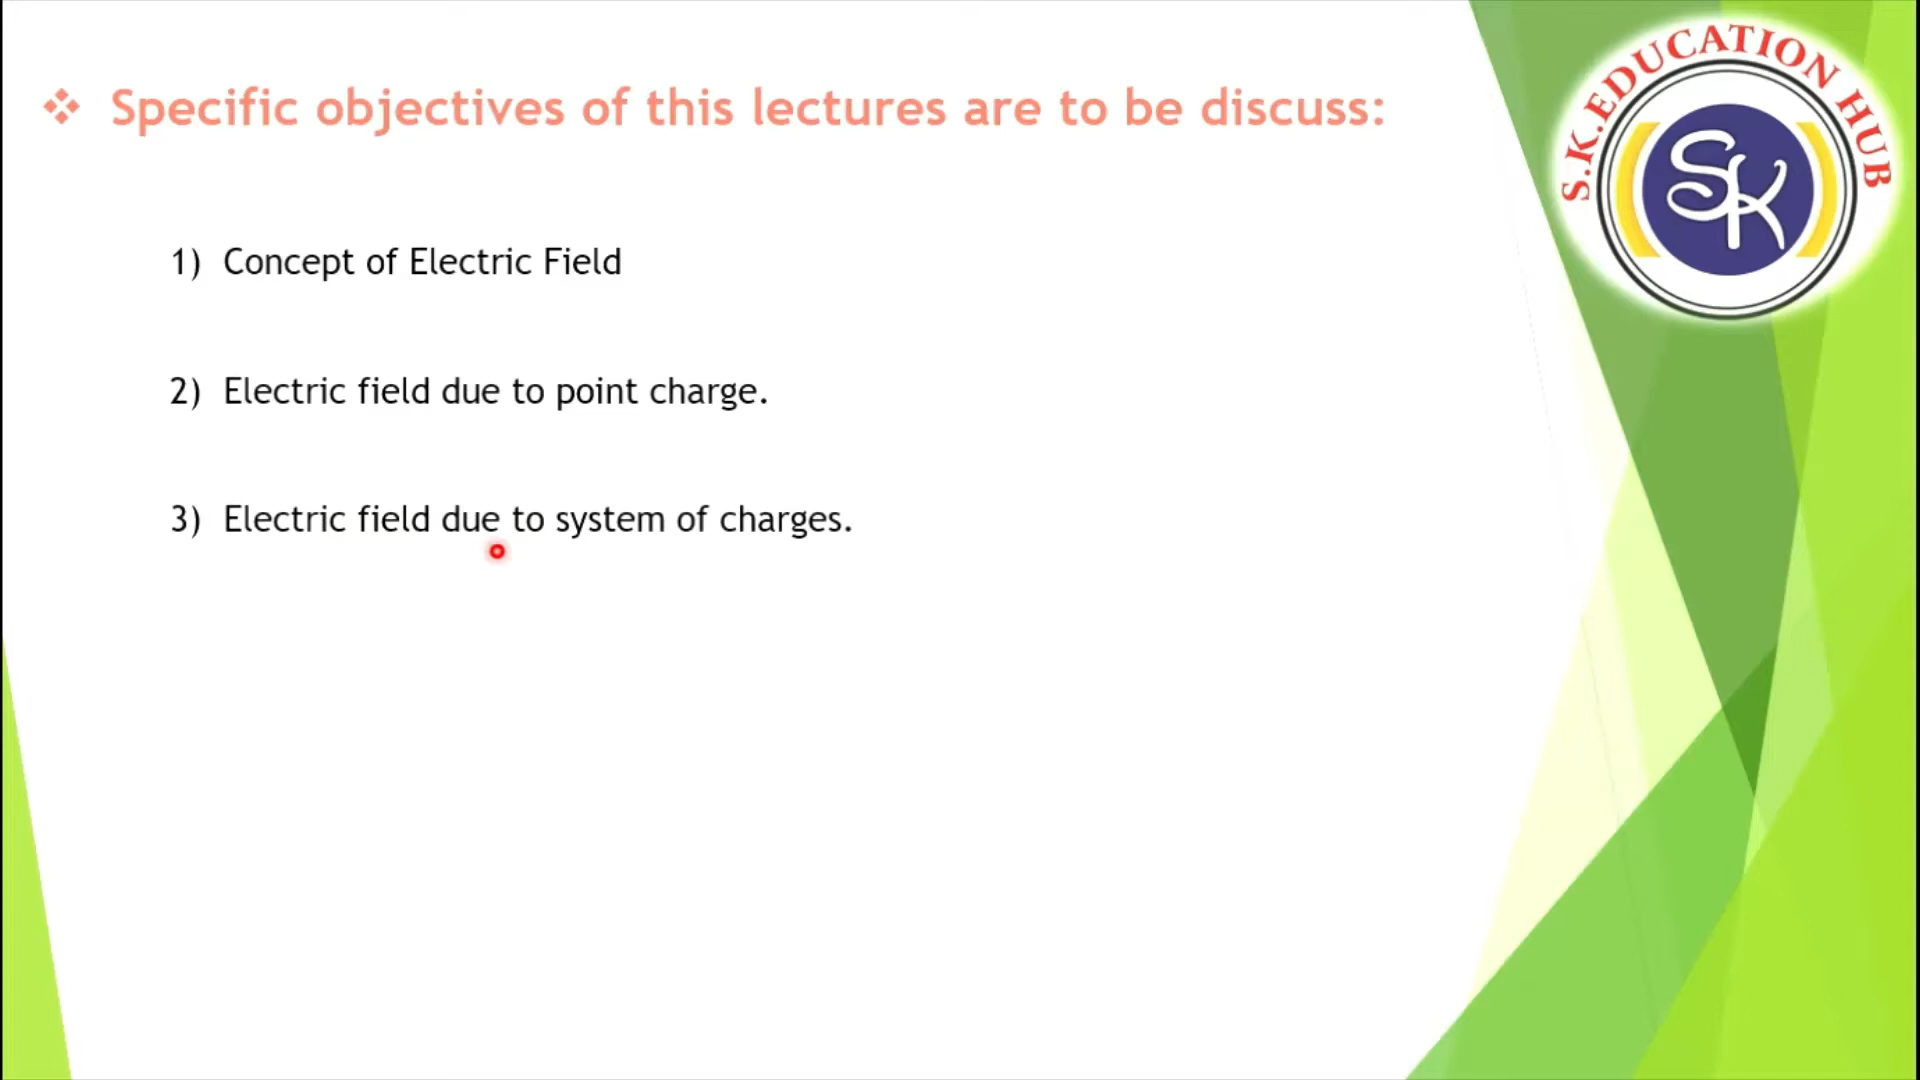 Specific objectives of this lectures are to be discuss:
S.K.EDUCATION HUB
SK
1) Concept of Electric Field
2) Electric field due to point charge.
3) Electric field due to system of charges.